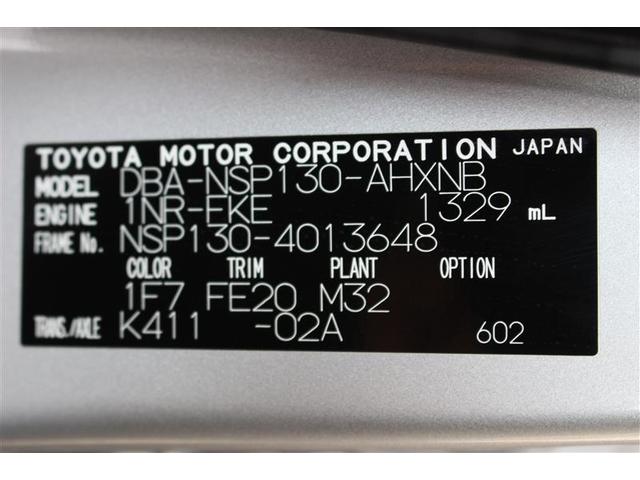 TOYOTA MOTOR CORPORATION JAPAN
MODEL DBA-NSP130-AHXNB
ENGINE 1NR-EKE 1329 mL
FRAME No. NSP130-4013648
COLOR TRIM PLANT OPTION
1F7 FE20 M32
TRANS./AXLE K411 -02A 602